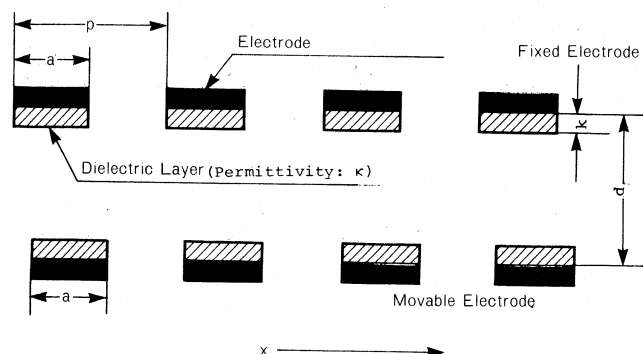 p
Electrode
a
Fixed Electrode
k
Dielectric Layer (Permittivity: κ)
d
a
Movable Electrode
x